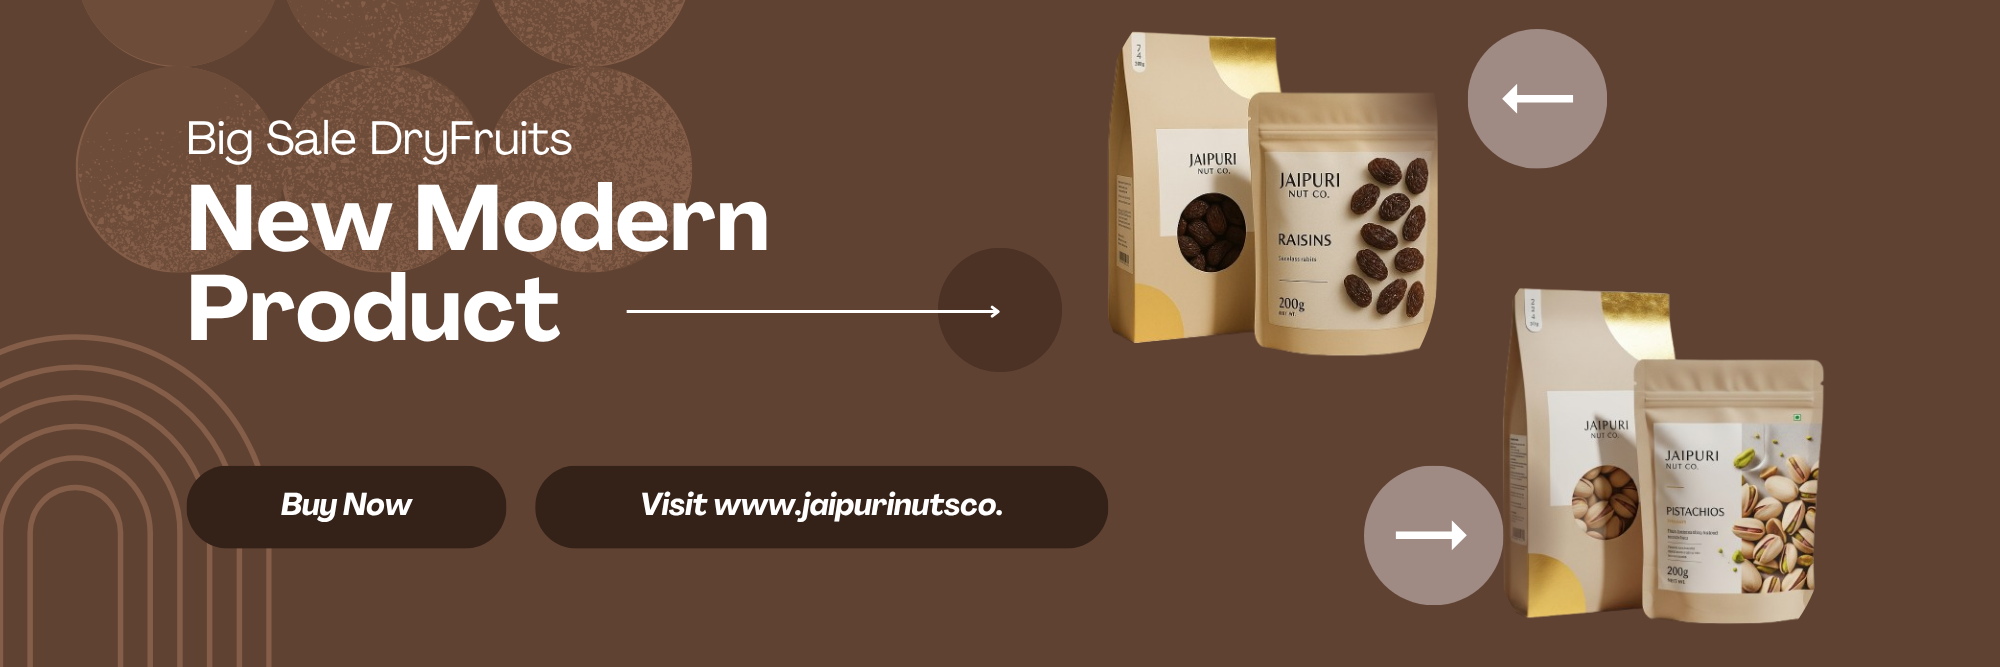 Big Sale DryFruits
New Modern
Product
Buy Now
Visit www.jaipurinutsco.
JAIPURI
NUT CO.
JAIPURI
NUT CO.
RAISINS
200g
JAIPURI
NUT CO.
JAIPURI
NUT CO.
PISTACHIOS
200g